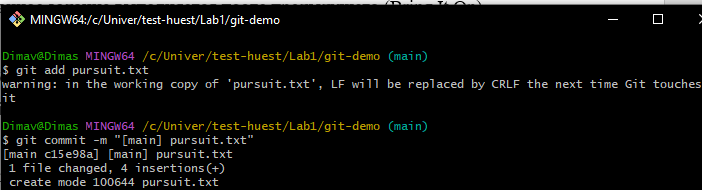 (Bring It On)
MINGW64:/c/Univer/test-huest/Lab1/git-demo
Dimav@Dimas MINGW64 /c/Univer/test-huest/Lab1/git-demo (main)
$ git add pursuit.txt
warning: in the working copy of 'pursuit.txt', LF will be replaced by CRLF the next time Git touches
it
Dimav@Dimas MINGW64 /c/Univer/test-huest/Lab1/git-demo (main)
$ git commit -m "[main] pursuit.txt"
[main c15e98a] [main] pursuit.txt
1 file changed, 4 insertions(+)
create mode 100644 pursuit.txt